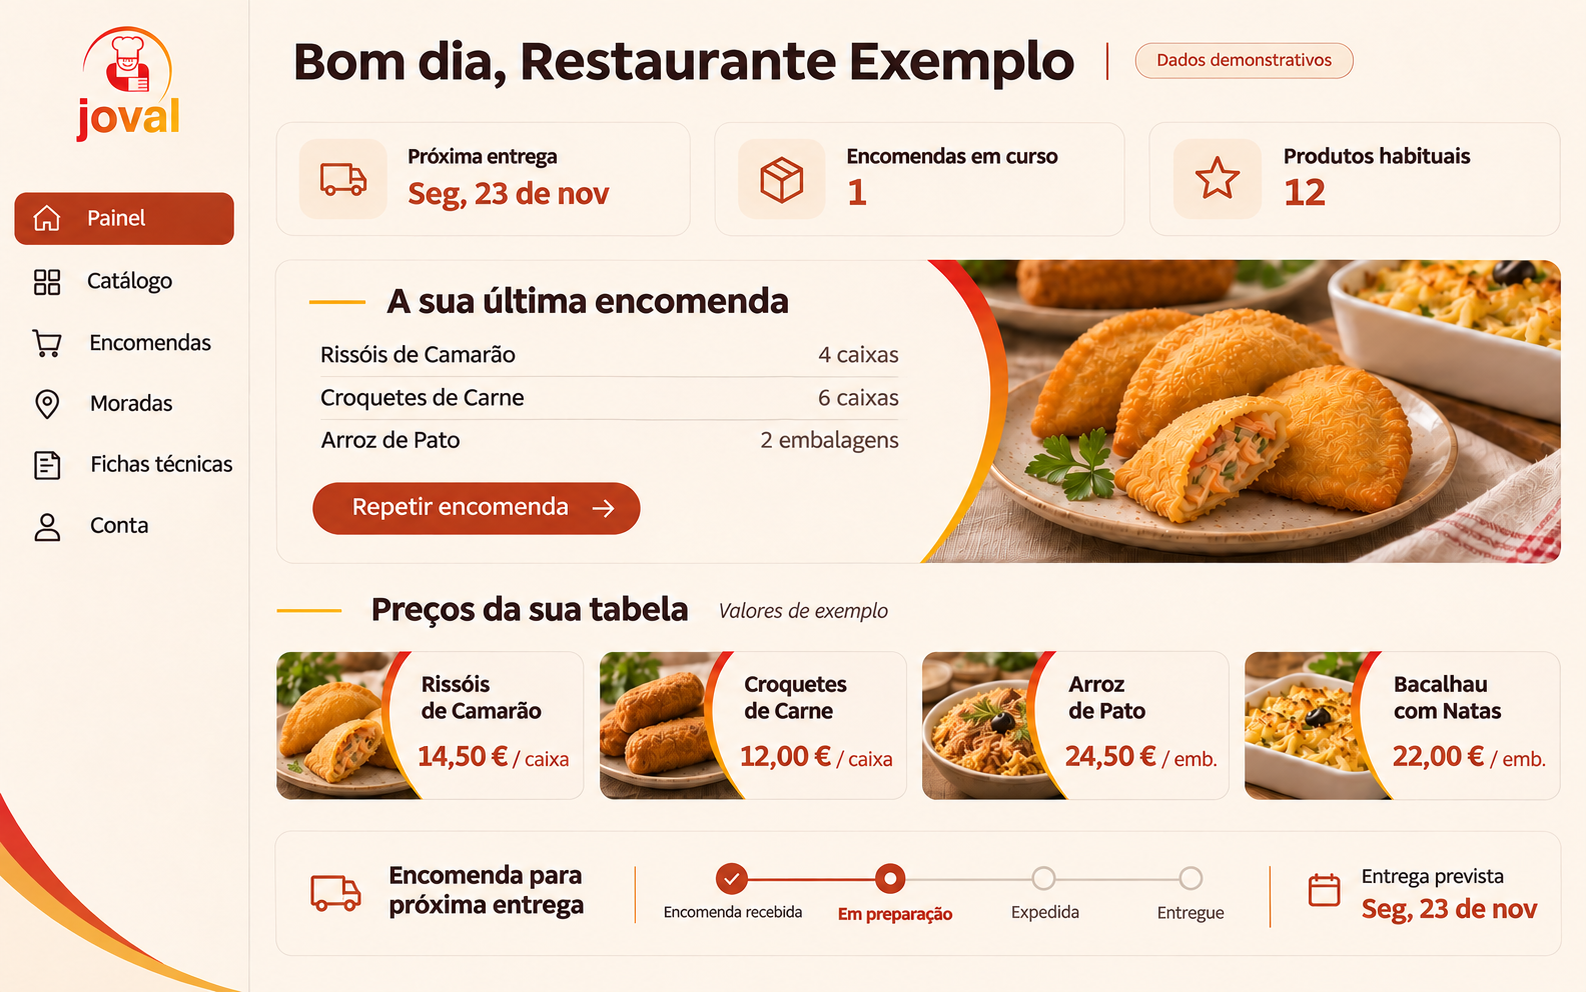 joval
Painel
Catálogo
Encomendas
Moradas
Fichas técnicas
Conta
Bom dia, Restaurante Exemplo
Dados demonstrativos
Próxima entrega
Seg, 23 de nov
Encomendas em curso
1
Produtos habituais
12
A sua última encomenda
Rissóis de Camarão 4 caixas
Croquetes de Carne 6 caixas
Arroz de Pato 2 embalagens
Repetir encomenda
Preços da sua tabela Valores de exemplo
Rissóis
de Camarão
14,50 € / caixa
Croquetes
de Carne
12,00 € / caixa
Arroz
de Pato
24,50 € / emb.
Bacalhau
com Natas
22,00 € / emb.
Encomenda para
próxima entrega
Encomenda recebida
Em preparação
Expedida
Entregue
Entrega prevista
Seg, 23 de nov